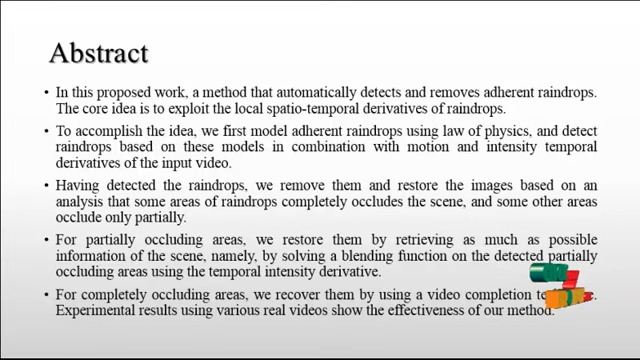 Abstract
• In this proposed work, a method that automatically detects and removes adherent raindrops.
The core idea is to exploit the local spatio-temporal derivatives of raindrops.
• To accomplish the idea, we first model adherent raindrops using law of physics, and detect
raindrops based on these models in combination with motion and intensity temporal
derivatives of the input video.
• Having detected the raindrops, we remove them and restore the images based on an
analysis that some areas of raindrops completely occludes the scene, and some other areas
occlude only partially.
• For partially occluding areas, we restore them by retrieving as much as possible
information of the scene, namely, by solving a blending function on the detected partially
occluding areas using the temporal intensity derivative.
• For completely occluding areas, we recover them by using a video completion
Experimental results using various real videos show the effectiveness of our method.